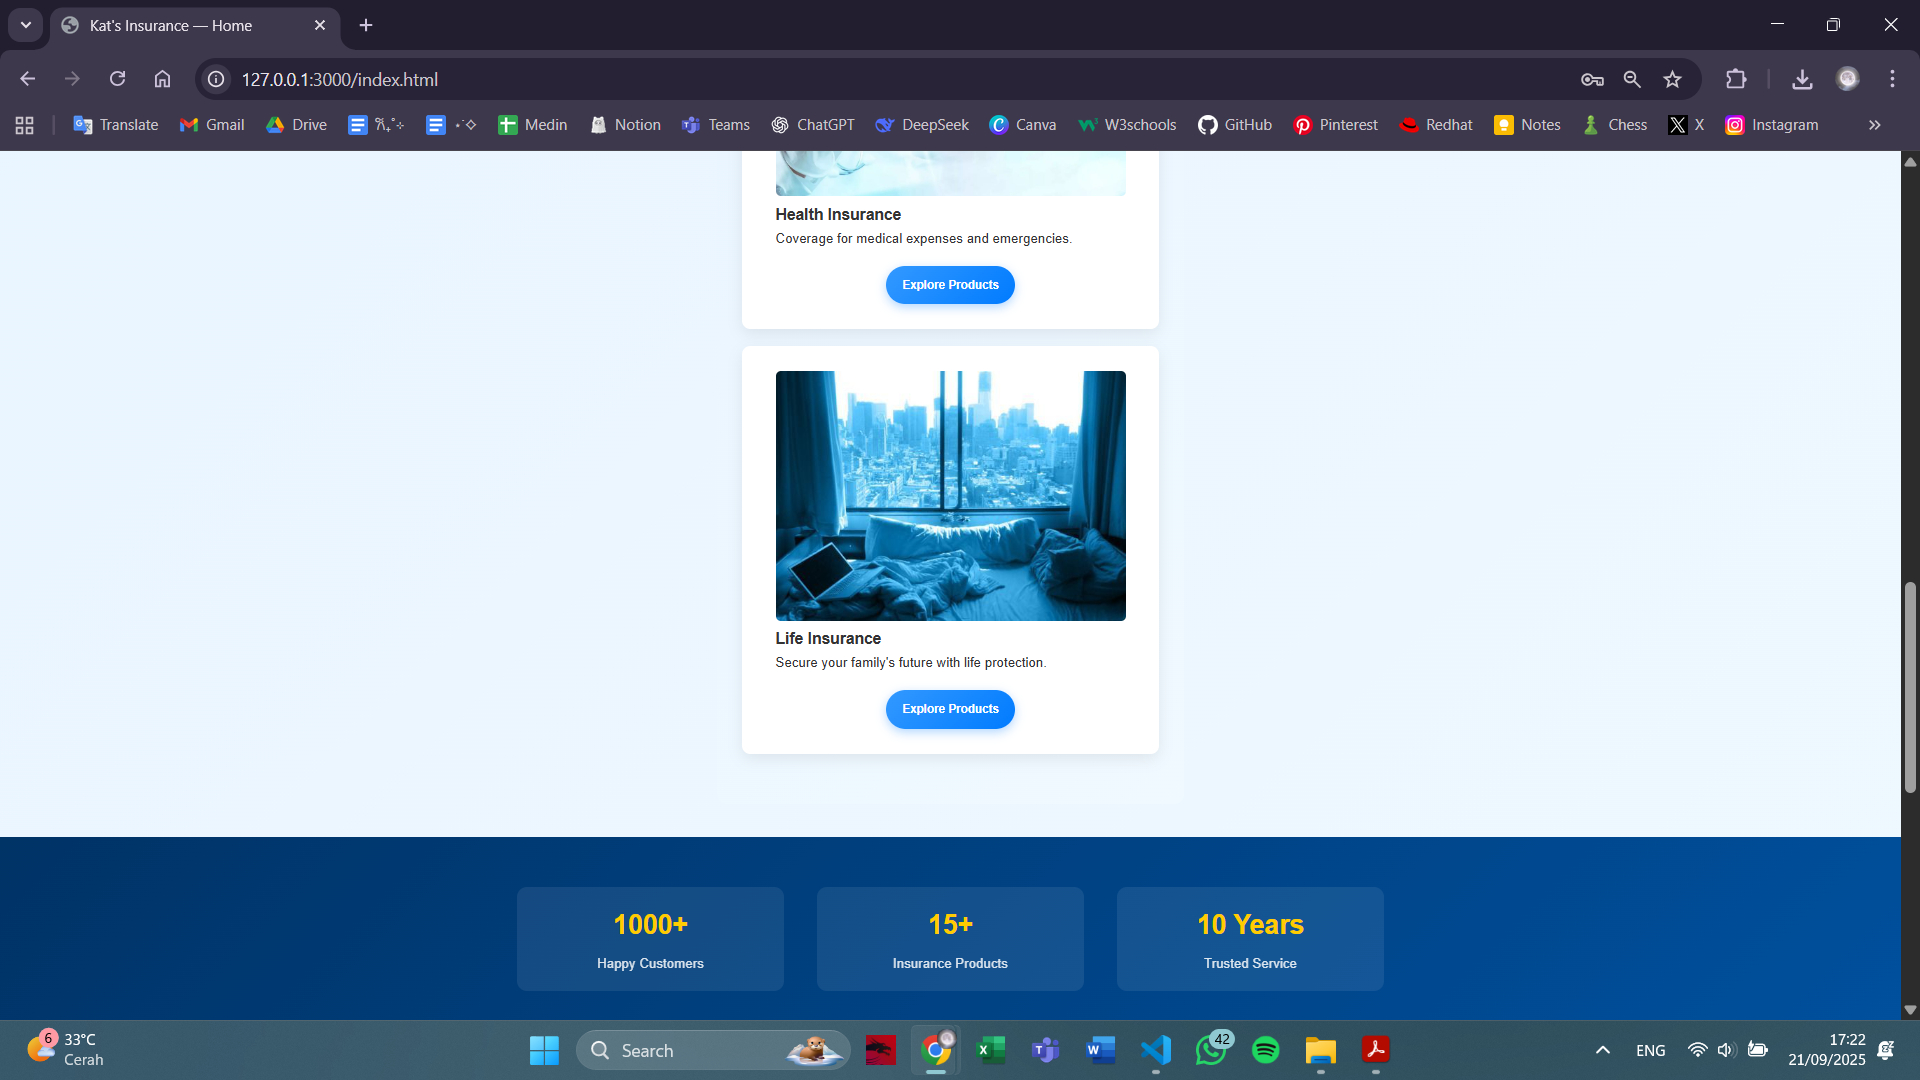 Kat's Insurance — Home
127.0.0.1:3000/index.html
Translate Gmail Drive Medin Notion Teams ChatGPT DeepSeek Canva W3schools GitHub Pinterest Redhat Notes Chess X Instagram
Health Insurance
Coverage for medical expenses and emergencies.
Explore Products
Life Insurance
Secure your family's future with life protection.
Explore Products
1000+
Happy Customers
15+
Insurance Products
10 Years
Trusted Service
6
33°C
Cerah
Search
42
ENG
17:22
21/09/2025